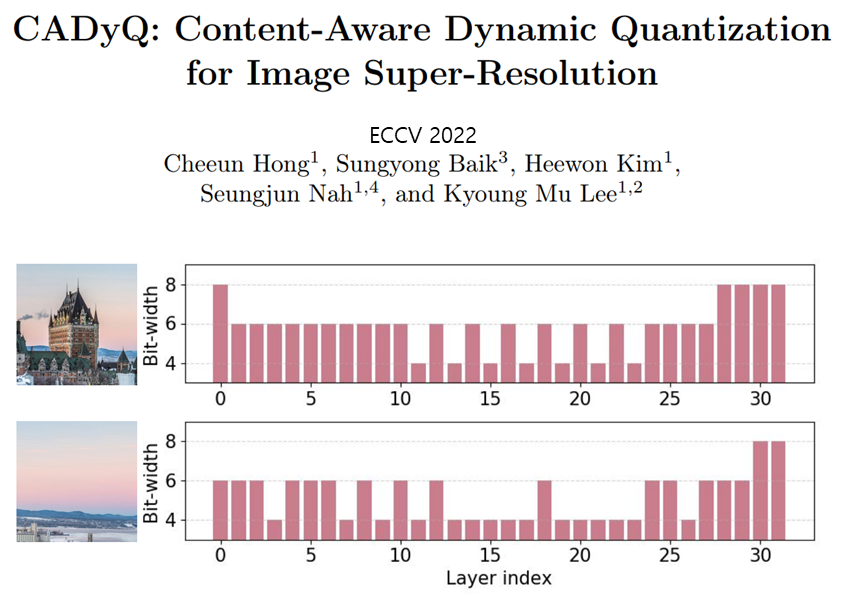 CADyQ: Content-Aware Dynamic Quantization
for Image Super-Resolution
ECCV 2022
Cheeun Hong1, Sungyong Baik3, Heewon Kim1,
Seungjun Nah1,4, and Kyoung Mu Lee1,2
Bit-width
8
6
4
0 5 10 15 20 25 30
Bit-width
8
6
4
0 5 10 15 20 25 30
Layer index